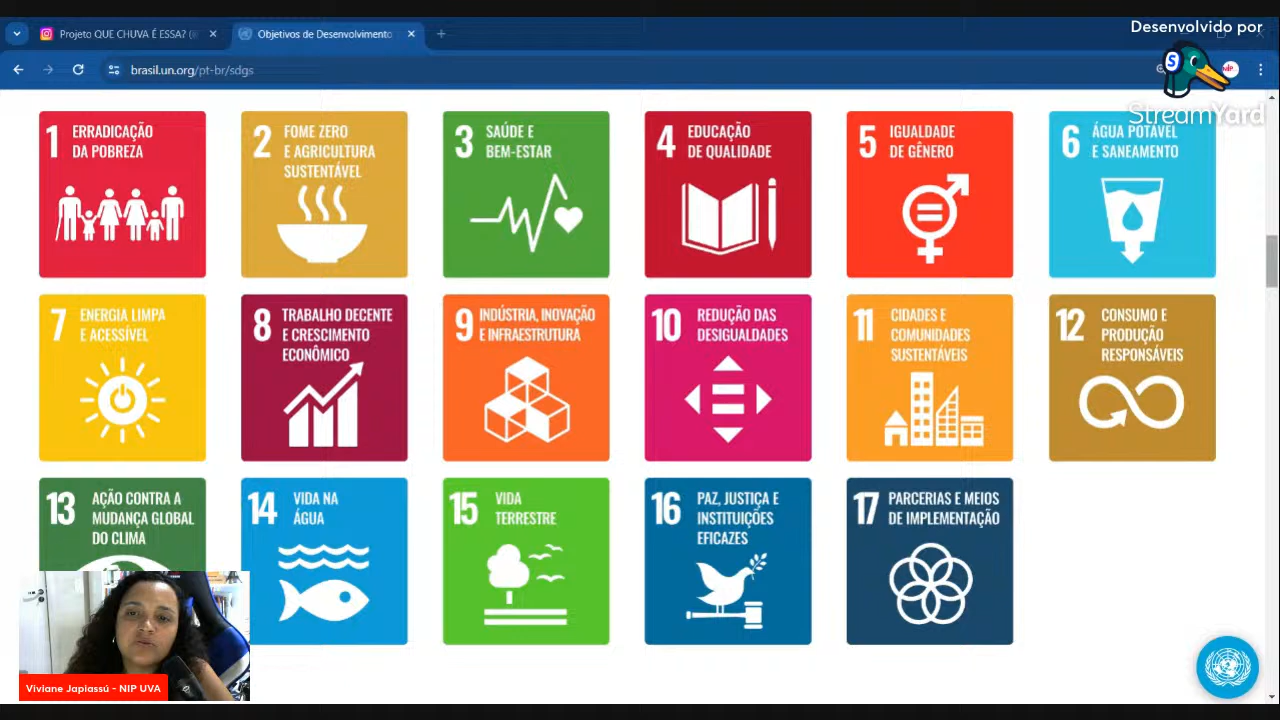 Desenvolvido por
StreamYard
Projeto QUE CHUVA É ESSA? (@
Objetivos de Desenvolvimento
brasil.un.org/pt-br/sdgs
1 ERRADICAÇÃO
DA POBREZA
2 FOME ZERO
E AGRICULTURA
SUSTENTÁVEL
3 SAÚDE E
BEM-ESTAR
4 EDUCAÇÃO
DE QUALIDADE
5 IGUALDADE
DE GÊNERO
6 ÁGUA POTÁVEL
E SANEAMENTO
7 ENERGIA LIMPA
E ACESSÍVEL
8 TRABALHO DECENTE
E CRESCIMENTO
ECONÔMICO
9 INDÚSTRIA, INOVAÇÃO
E INFRAESTRUTURA
10 REDUÇÃO DAS
DESIGUALDADES
11 CIDADES E
COMUNIDADES
SUSTENTÁVEIS
12 CONSUMO E
PRODUÇÃO
RESPONSÁVEIS
13 AÇÃO CONTRA A
MUDANÇA GLOBAL
DO CLIMA
14 VIDA NA
ÁGUA
15 VIDA
TERRESTRE
16 PAZ, JUSTIÇA E
INSTITUIÇÕES
EFICAZES
17 PARCERIAS E MEIOS
DE IMPLEMENTAÇÃO
Viviane Japiassú - NIP UVA